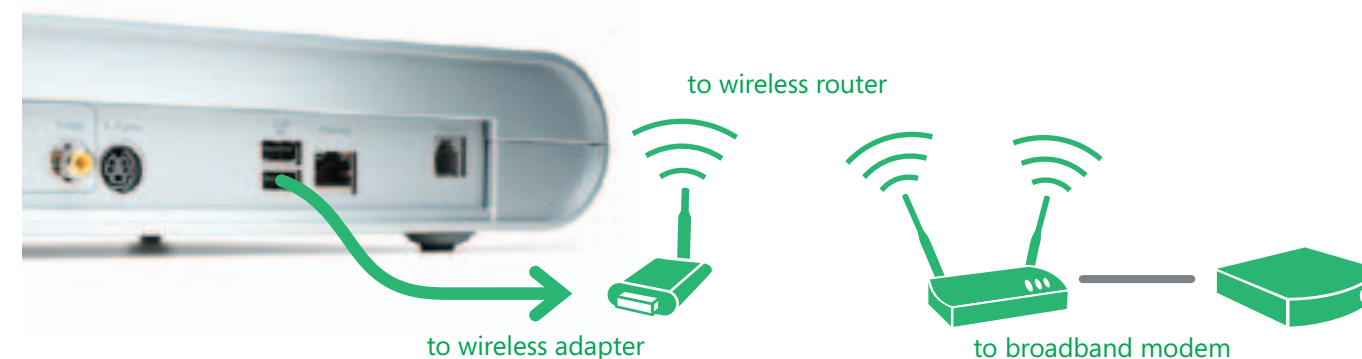 to wireless router
to wireless adapter
to broadband modem